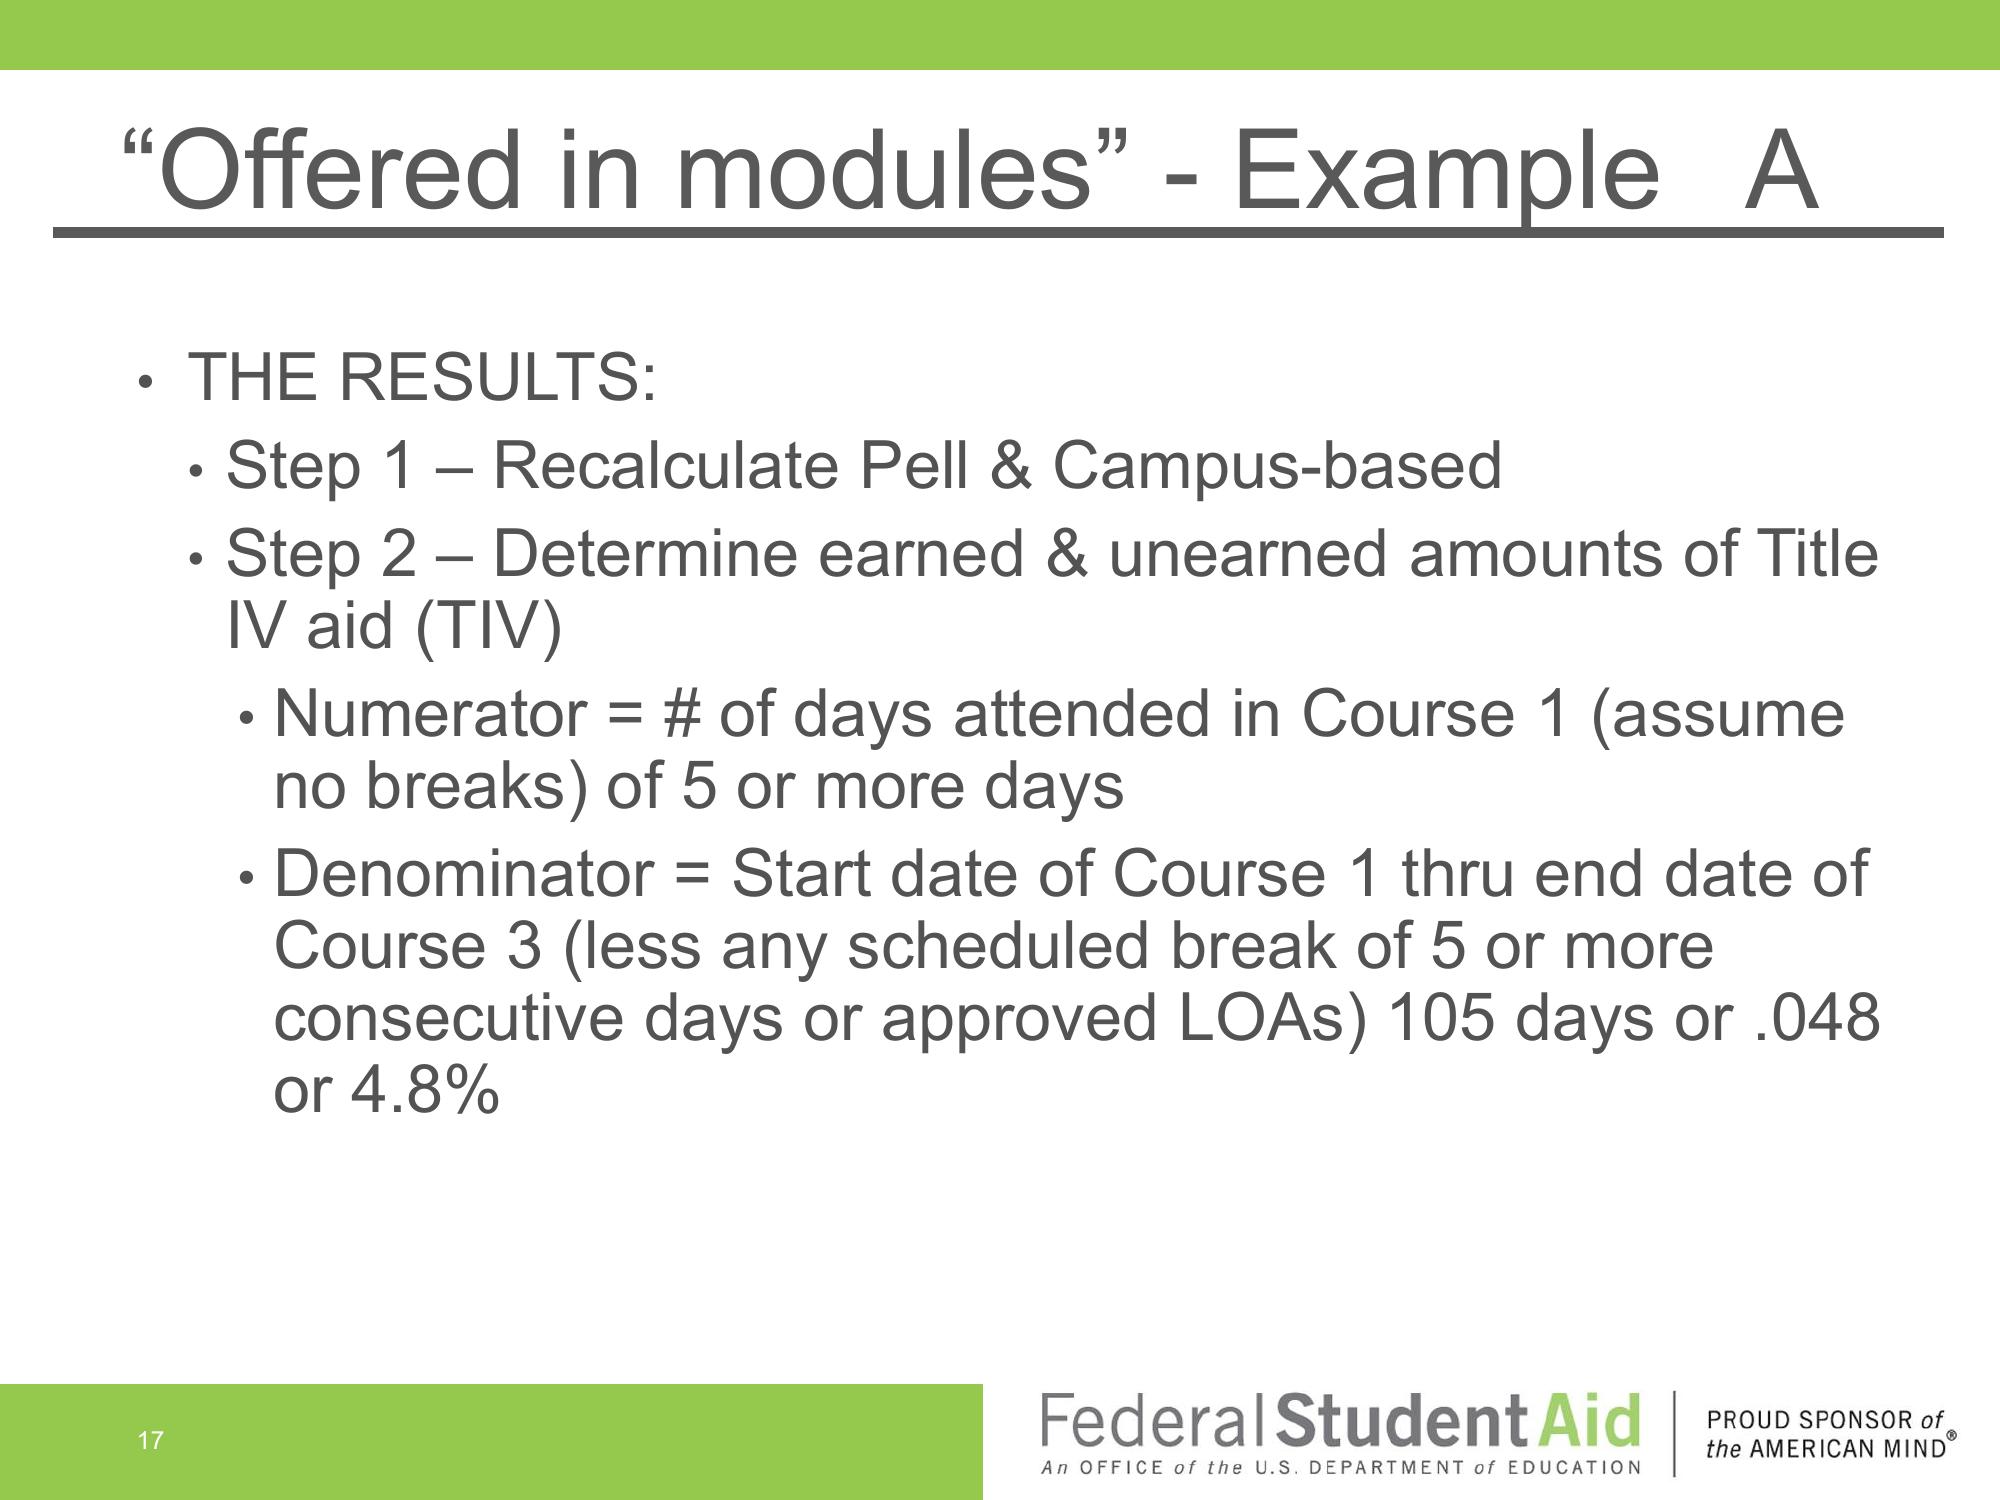 “Offered in modules” - Example A
• THE RESULTS:
• Step 1 – Recalculate Pell & Campus-based
• Step 2 – Determine earned & unearned amounts of Title
IV aid (TIV)
• Numerator = # of days attended in Course 1 (assume
no breaks) of 5 or more days
• Denominator = Start date of Course 1 thru end date of
Course 3 (less any scheduled break of 5 or more
consecutive days or approved LOAs) 105 days or .048
or 4.8%
17
Federal Student Aid
An OFFICE of the U.S. DEPARTMENT of EDUCATION
PROUD SPONSOR of
the AMERICAN MIND®